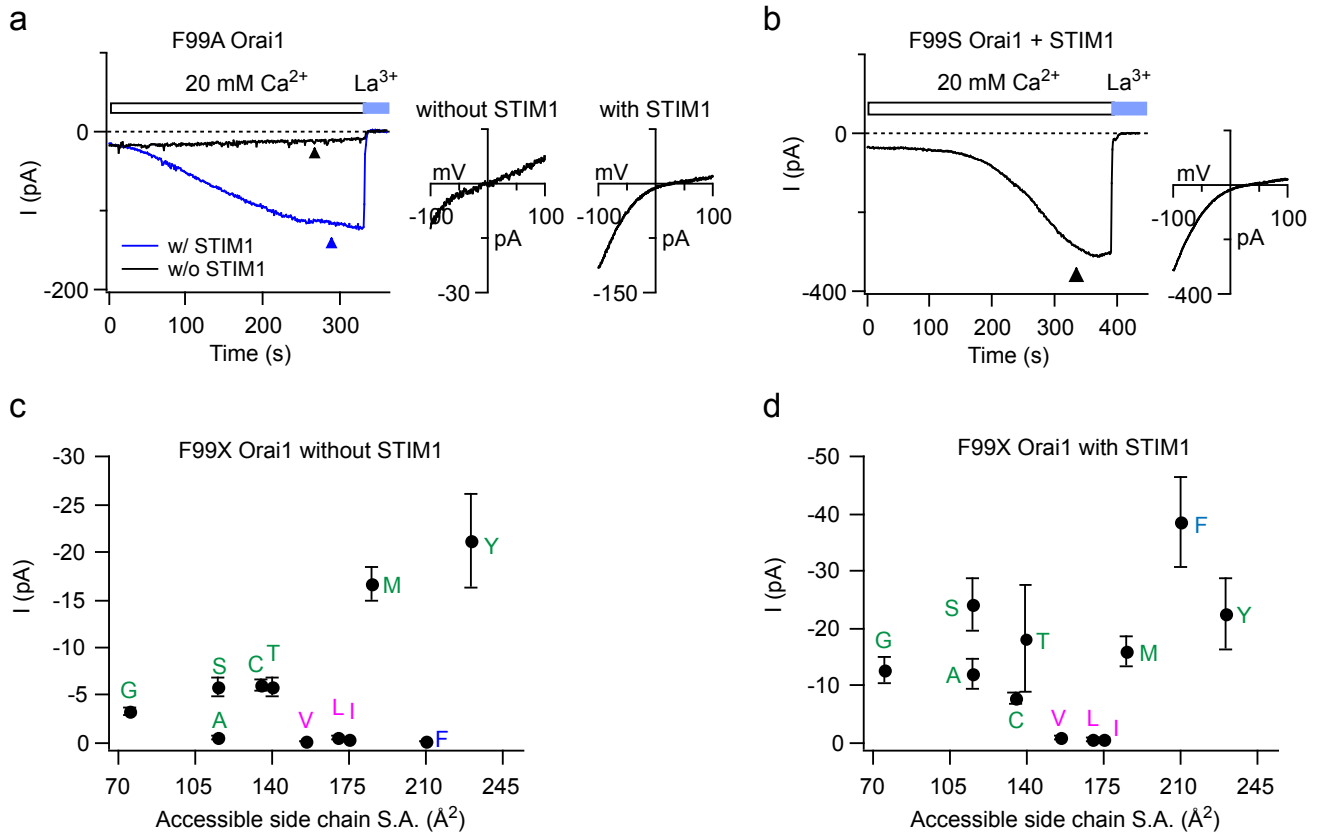 a
F99A Orai1
20 mM Ca²⁺
La³⁺
0
-200
I (pA)
w/ STIM1
w/o STIM1
0
100
200
300
Time (s)
without STIM1
mV
-100
100
pA
-30
with STIM1
mV
-100
100
pA
-150
b
F99S Orai1 + STIM1
20 mM Ca²⁺
La³⁺
0
-400
I (pA)
0
100
200
300
400
Time (s)
mV
-100
100
pA
-400
c
F99X Orai1 without STIM1
-30
-25
-20
-15
-10
-5
0
I (pA)
G
S
A
C
T
V
L
I
M
F
Y
70
105
140
175
210
245
Accessible side chain S.A. (Å²)
d
F99X Orai1 with STIM1
-50
-40
-30
-20
-10
0
I (pA)
G
S
A
C
T
V
L
I
M
F
Y
70
105
140
175
210
245
Accessible side chain S.A. (Å²)